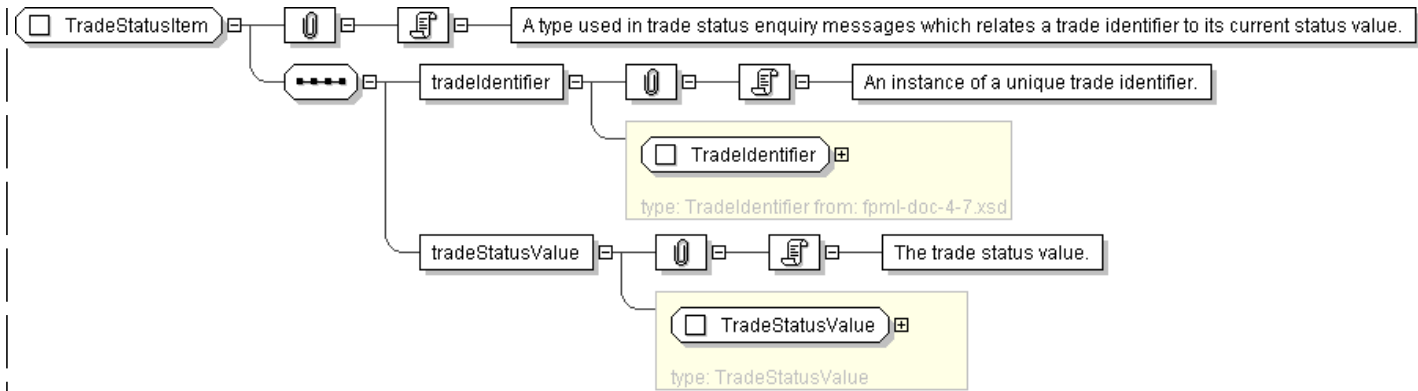 TradeStatusItem
A type used in trade status enquiry messages which relates a trade identifier to its current status value.
tradeIdentifier
An instance of a unique trade identifier.
TradeIdentifier
type: TradeIdentifier from: fpml-doc-4-7.xsd
tradeStatusValue
The trade status value.
TradeStatusValue
type: TradeStatusValue